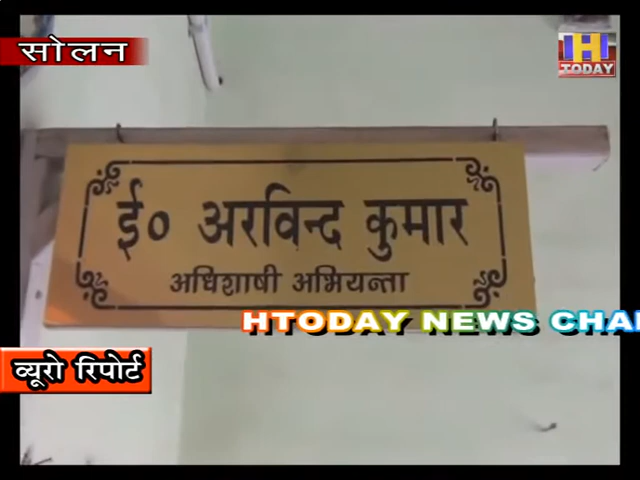 सोलन
H
TODAY
ई० अरविन्द कुमार
अधिशाषी अभियन्ता
HTODAY NEWS CHA
व्यूरो रिपोर्ट